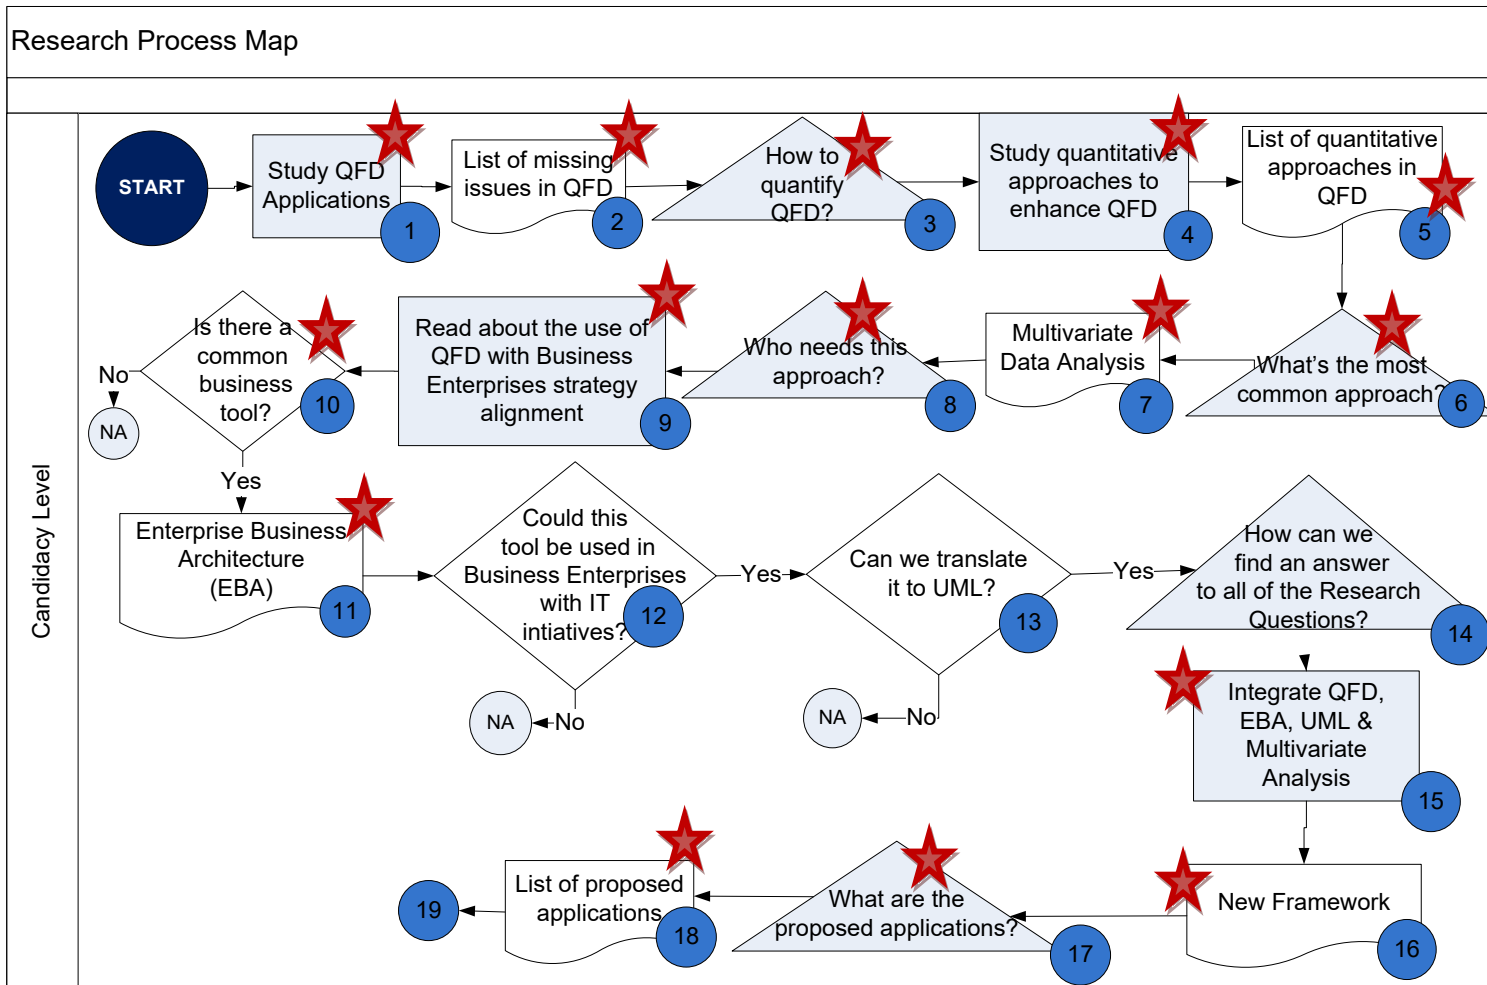 Research Process Map
Candidacy Level
START
Study QFD
Applications
1
List of missing
issues in QFD
2
How to
quantify
QFD?
3
Study quantitative
approaches to
enhance QFD
4
List of quantitative
approaches in
QFD
5
What's the most
common approach?
6
Multivariate
Data Analysis
7
Who needs this
approach?
8
Read about the use of
QFD with Business
Enterprises strategy
alignment
9
Is there a
common
business
tool?
10
No
NA
Yes
Enterprise Business
Architecture
(EBA)
11
Could this
tool be used in
Business Enterprises
with IT
intiatives?
12
No
NA
Yes
Can we translate
it to UML?
13
No
NA
Yes
How can we
find an answer
to all of the Research
Questions?
14
Integrate QFD,
EBA, UML &
Multivariate
Analysis
15
New Framework
16
What are the
proposed applications?
17
List of proposed
applications
18
19